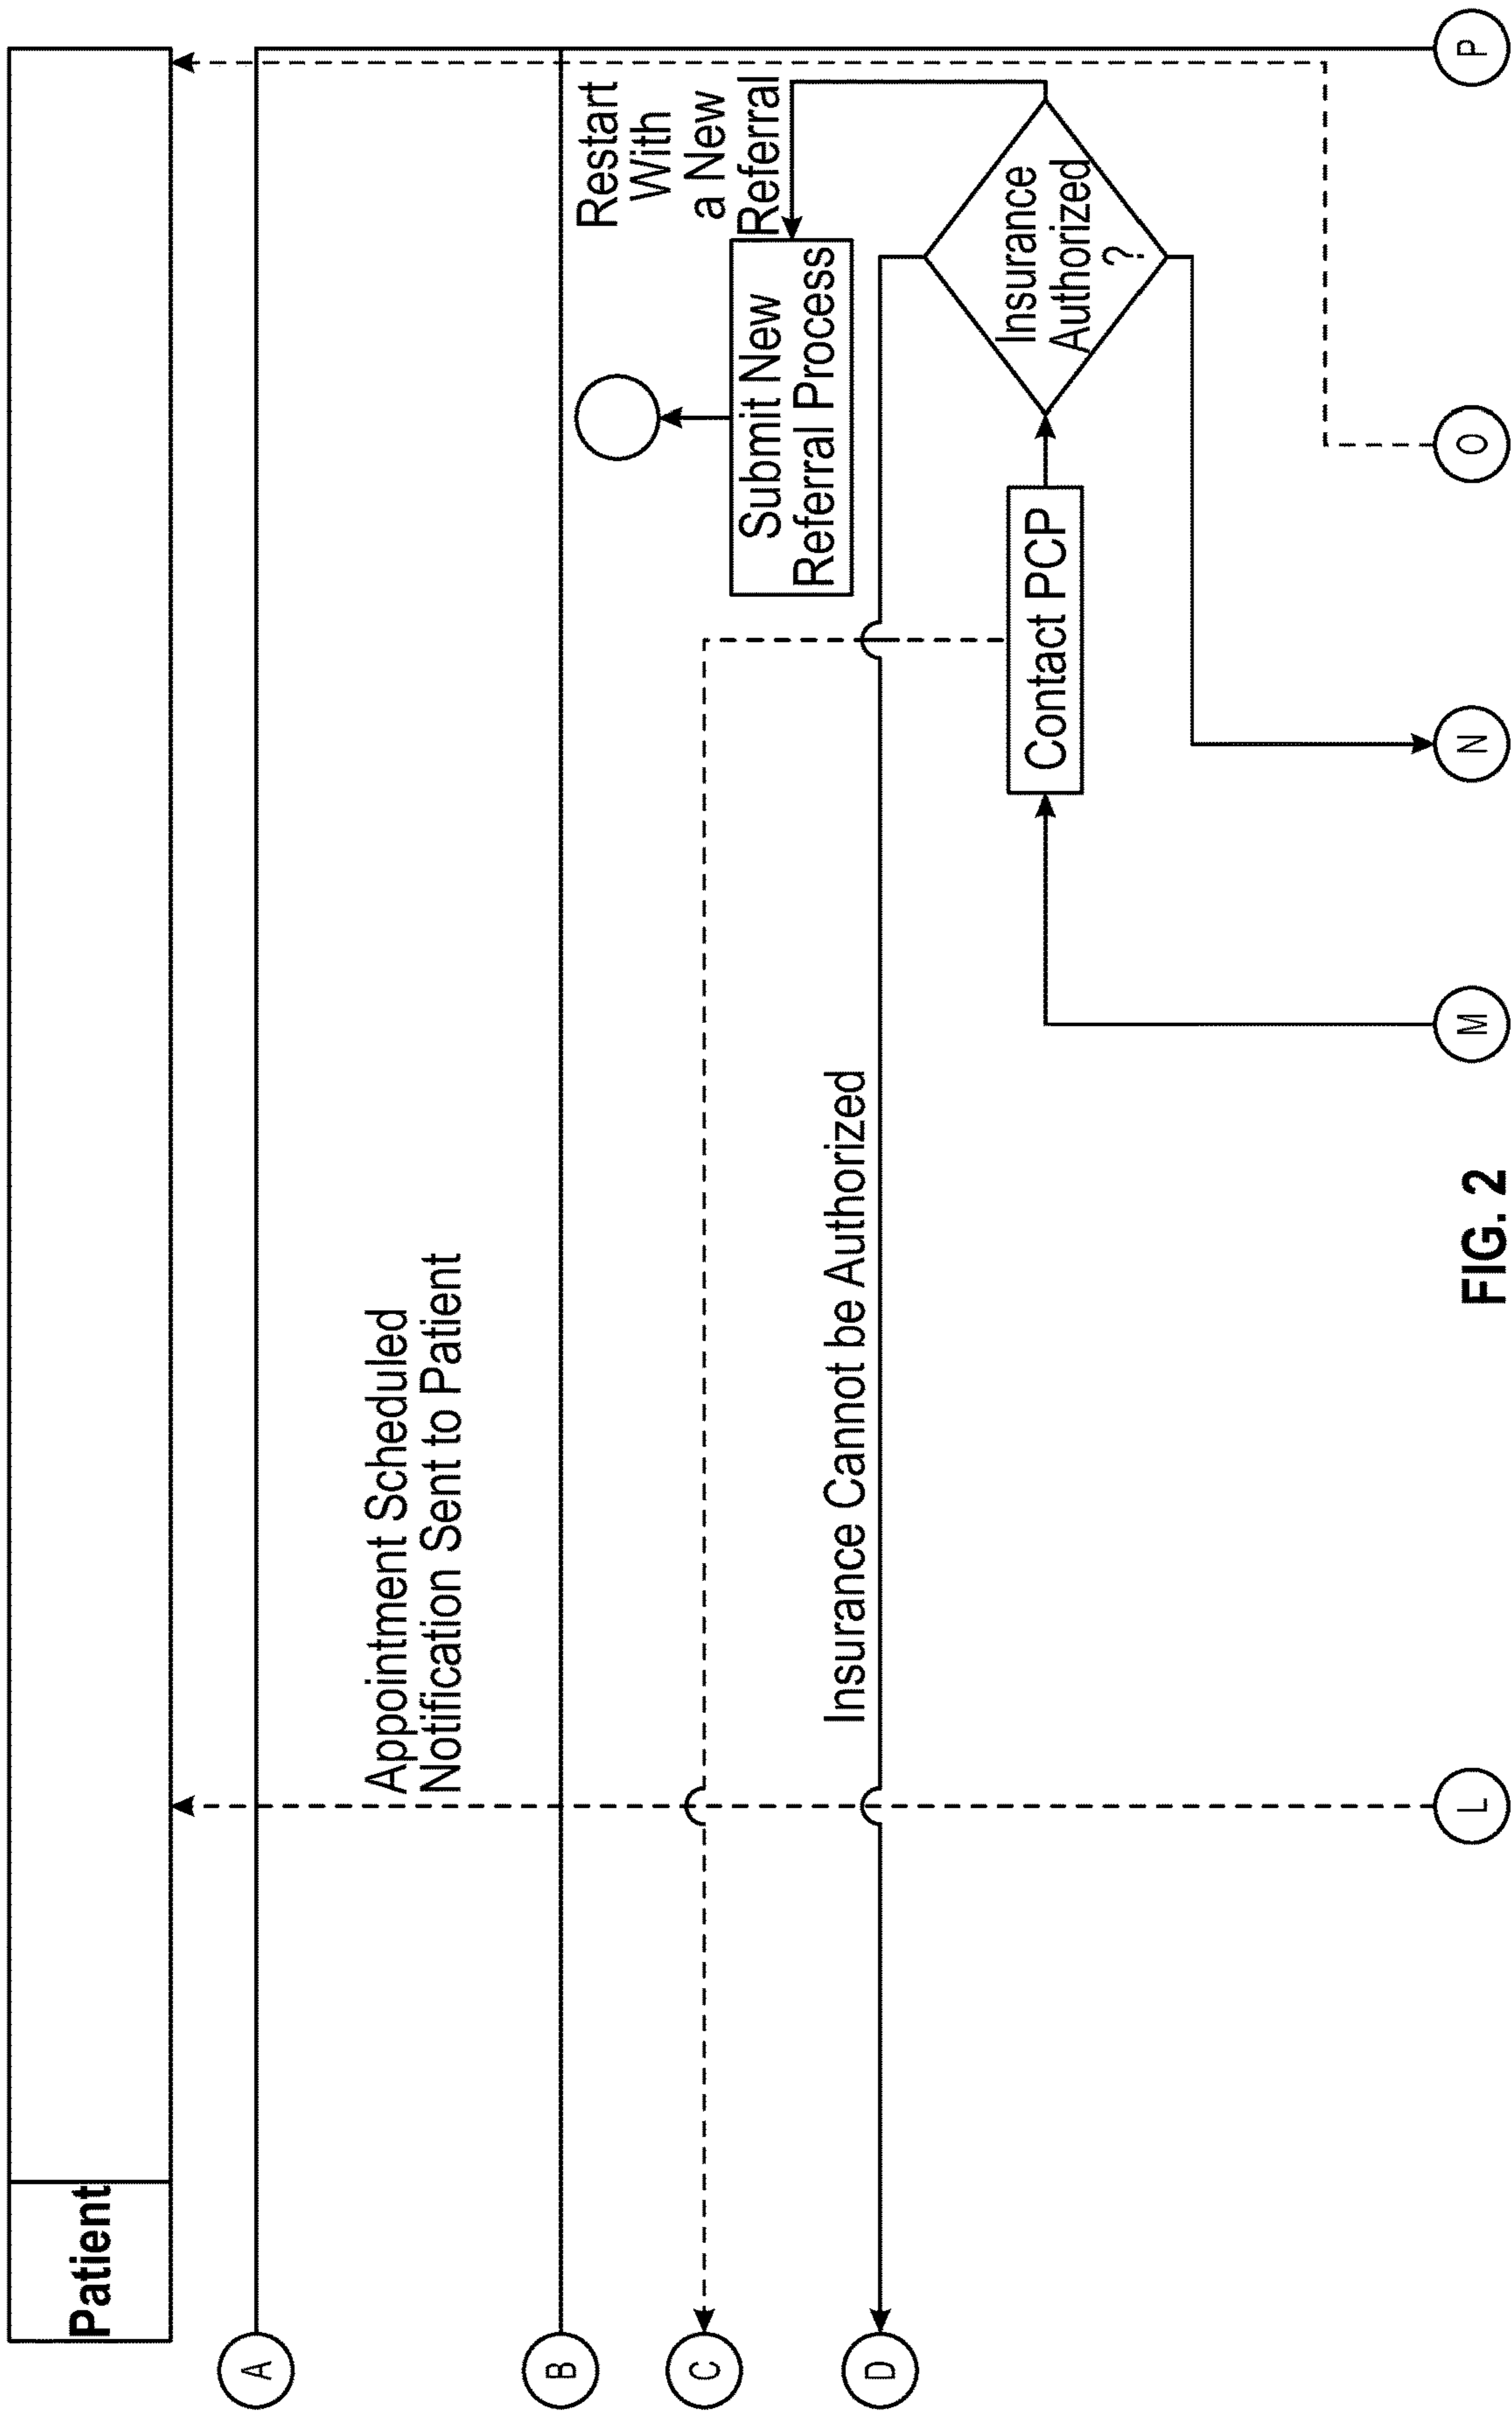 Patient
A
B
C
D
Appointment Scheduled
Notification Sent to Patient
Insurance Cannot be Authorized
Restart
With
a New
Referral
Submit New
Referral Process
Contact PCP
Insurance
Authorized
?
L
M
N
O
P
FIG. 2